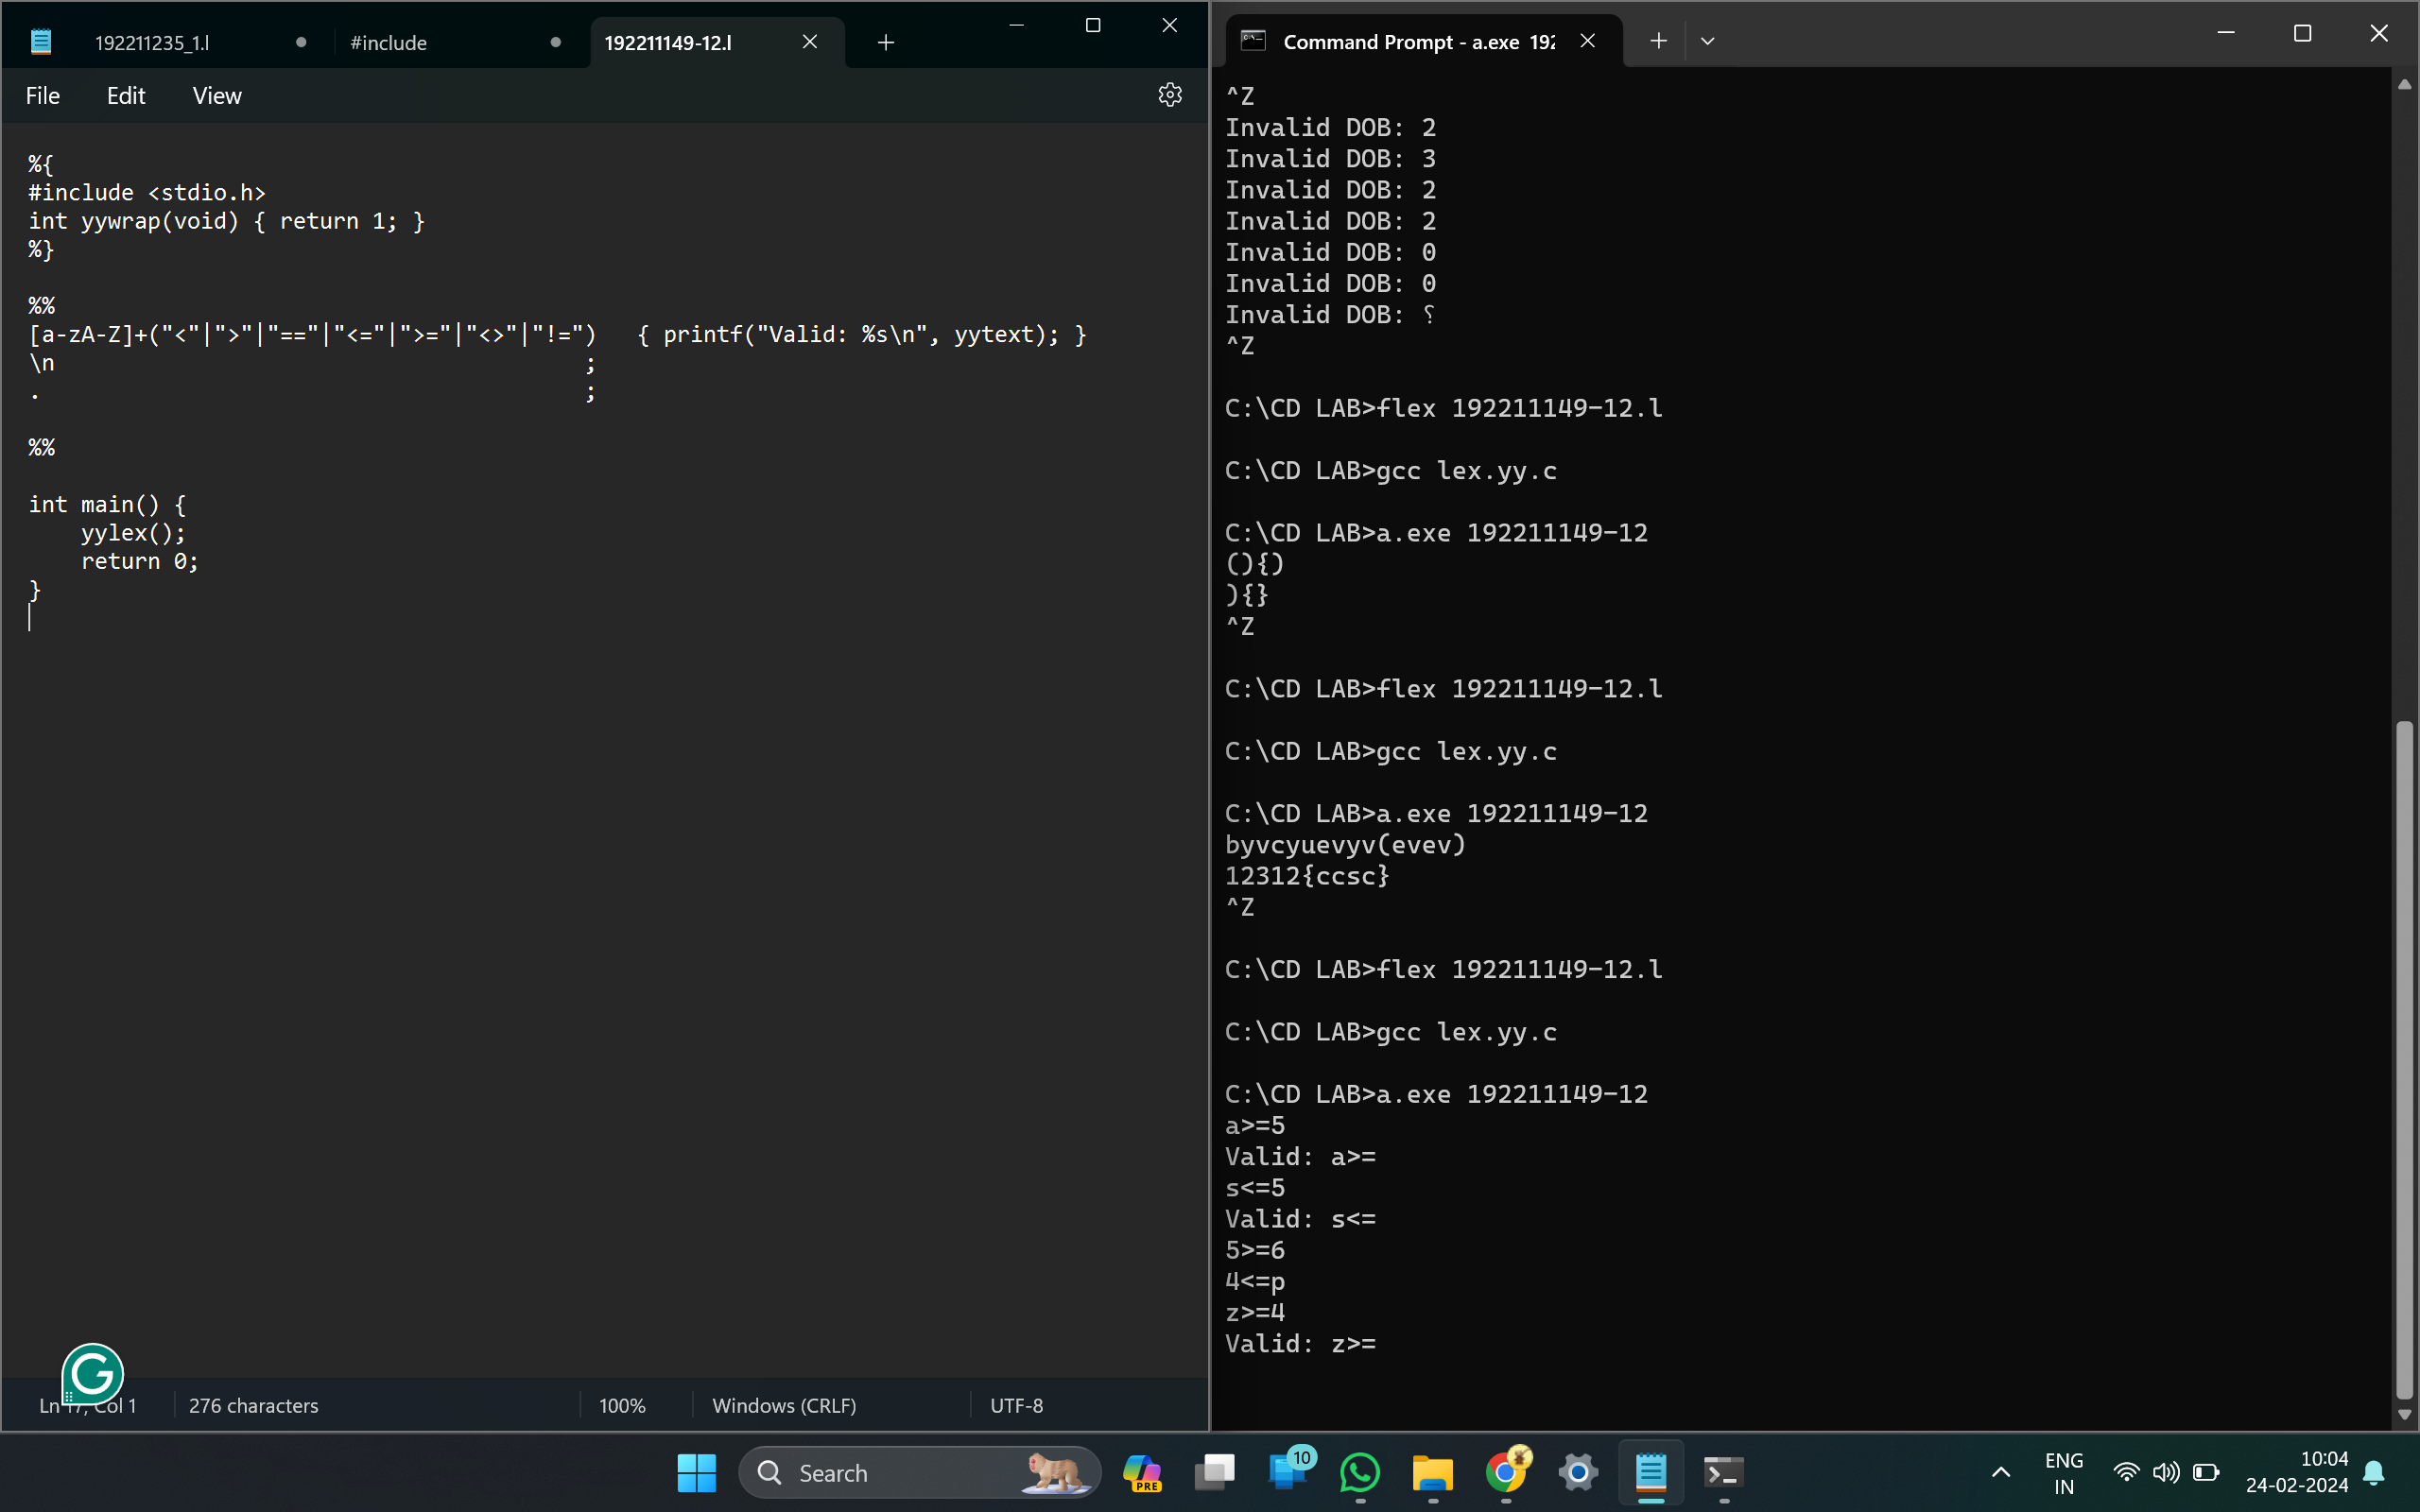 192211235_1.l
#include
192211149-12.l
File Edit View
%{
#include <stdio.h>
int yywrap(void) { return 1; }
%}
%%
[a-zA-Z]+("<"|">"|"=="|"<="|">="|"<>"|"!=") { printf("Valid: %s\n", yytext); }
\n ;
. ;
%%
int main() {
yylex();
return 0;
}
Ln 17, Col 1
276 characters
100%
Windows (CRLF)
UTF-8
Command Prompt - a.exe 192
^Z
Invalid DOB: 2
Invalid DOB: 3
Invalid DOB: 2
Invalid DOB: 2
Invalid DOB: 0
Invalid DOB: 0
Invalid DOB: ؟
^Z
C:\CD LAB>flex 192211149-12.l
C:\CD LAB>gcc lex.yy.c
C:\CD LAB>a.exe 192211149-12
(){)
){}
^Z
C:\CD LAB>flex 192211149-12.l
C:\CD LAB>gcc lex.yy.c
C:\CD LAB>a.exe 192211149-12
byvcyuevyv(evev)
12312{ccsc}
^Z
C:\CD LAB>flex 192211149-12.l
C:\CD LAB>gcc lex.yy.c
C:\CD LAB>a.exe 192211149-12
a>=5
Valid: a>=
s<=5
Valid: s<=
5>=6
4<=p
z>=4
Valid: z>=
Search
PRE
10
ENG
IN
10:04
24-02-2024